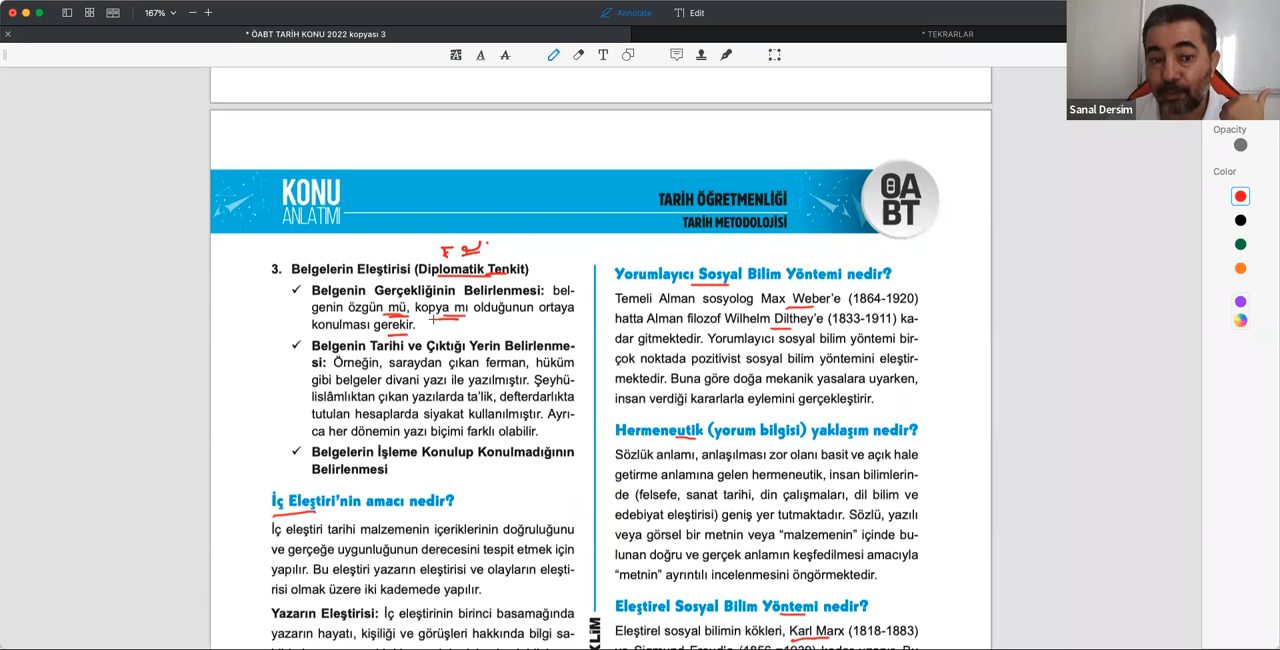 167%
Annotate
Edit
* ÖABT TARİH KONU 2022 kopyası 3
* TEKRARLAR
Sanal Dersim
Opacity
Color
KONU
ANLATIMI
TARİH ÖĞRETMENLİĞİ
TARİH METODOLOJİSİ
ÖA
BT
3. Belgelerin Eleştirisi (Diplomatik Tenkit)
✓ Belgenin Gerçekliğinin Belirlenmesi: bel-
genin özgün mü, kopya mı olduğunun ortaya
konulması gerekir.
✓ Belgenin Tarihi ve Çıktığı Yerin Belirlenme-
si: Örneğin, saraydan çıkan ferman, hüküm
gibi belgeler divani yazı ile yazılmıştır. Şeyhü-
lislâmlıktan çıkan yazılarda ta'lik, defterdarlıkta
tutulan hesaplarda siyakat kullanılmıştır. Ayrı-
ca her dönemin yazı biçimi farklı olabilir.
✓ Belgelerin İşleme Konulup Konulmadığının
Belirlenmesi
İç Eleştiri'nin amacı nedir?
İç eleştiri tarihi malzemenin içeriklerinin doğruluğunu
ve gerçeğe uygunluğunun derecesini tespit etmek için
yapılır. Bu eleştiri yazarın eleştirisi ve olayların eleşti-
risi olmak üzere iki kademede yapılır.
Yazarın Eleştirisi: İç eleştirinin birinci basamağında
yazarın hayatı, kişiliği ve görüşleri hakkında bilgi sa-
Yorumlayıcı Sosyal Bilim Yöntemi nedir?
Temeli Alman sosyolog Max Weber'e (1864-1920)
hatta Alman filozof Wilhelm Dilthey'e (1833-1911) ka-
dar gitmektedir. Yorumlayıcı sosyal bilim yöntemi bir-
çok noktada pozitivist sosyal bilim yöntemini eleştir-
mektedir. Buna göre doğa mekanik yasalara uyarken,
insan verdiği kararlarla eylemini gerçekleştirir.
Hermeneutik (yorum bilgisi) yaklaşım nedir?
Sözlük anlamı, anlaşılması zor olanı basit ve açık hale
getirme anlamına gelen hermeneutik, insan bilimlerin-
de (felsefe, sanat tarihi, din çalışmaları, dil bilim ve
edebiyat eleştirisi) geniş yer tutmaktadır. Sözlü, yazılı
veya görsel bir metnin veya "malzemenin" içinde bu-
lunan doğru ve gerçek anlamın keşfedilmesi amacıyla
"metnin" ayrıntılı incelenmesini öngörmektedir.
Eleştirel Sosyal Bilim Yöntemi nedir?
Eleştirel sosyal bilimin kökleri, Karl Marx (1818-1883)
KLİM